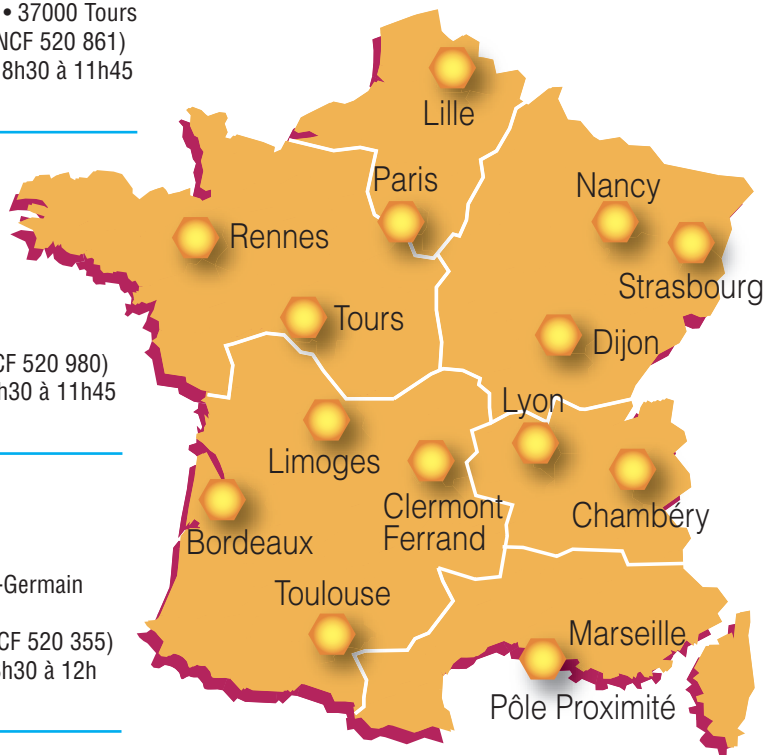 • 37000 Tours
NCF 520 861)
8h30 à 11h45
CF 520 980)
h30 à 11h45
-Germain
CF 520 355)
h30 à 12h
Lille
Paris
Nancy
Rennes
Strasbourg
Tours
Dijon
Lyon
Limoges
Clermont
Ferrand
Chambéry
Bordeaux
Toulouse
Marseille
Pôle Proximité